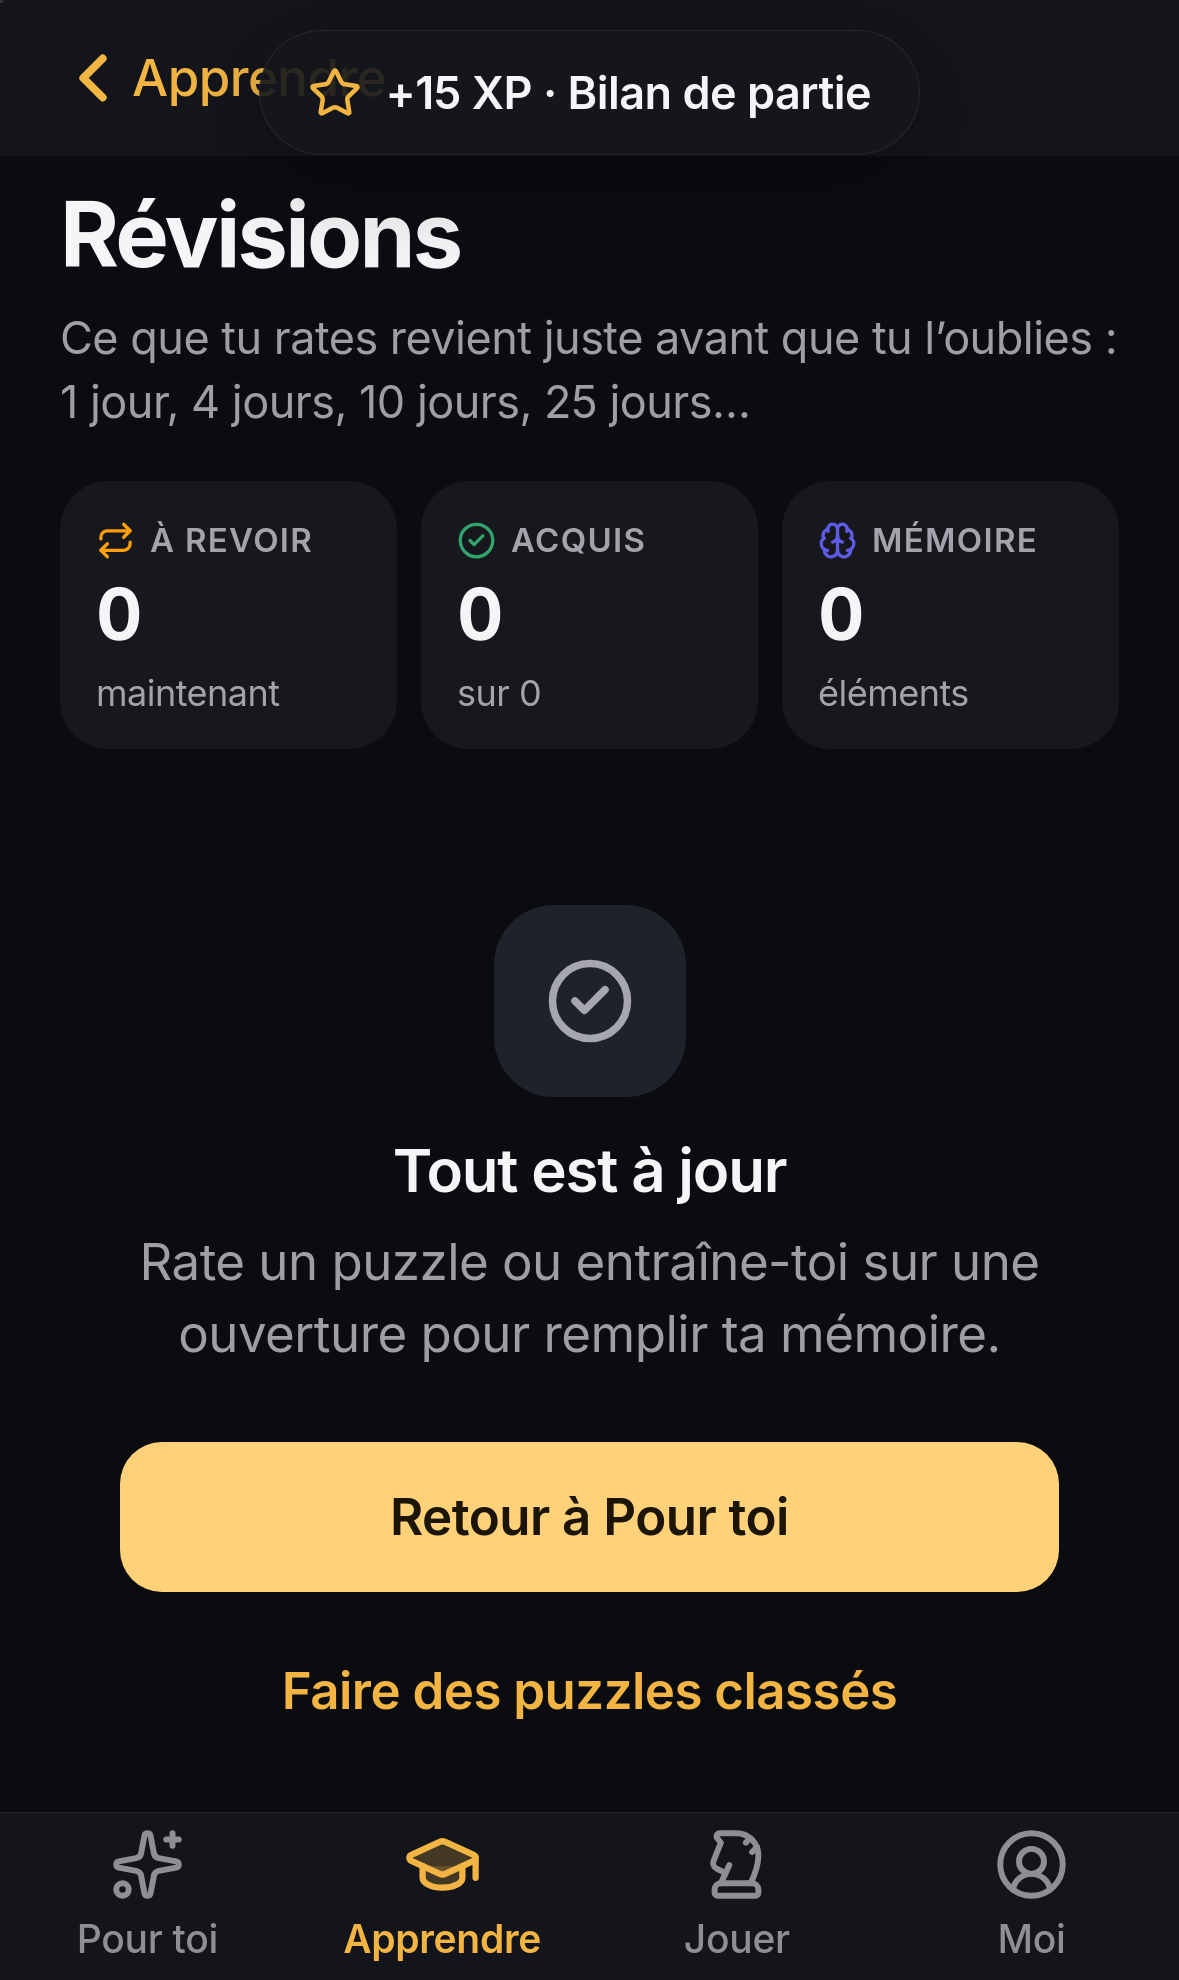 Apprendre
+15 XP · Bilan de partie
Révisions
Ce que tu rates revient juste avant que tu l’oublies :
1 jour, 4 jours, 10 jours, 25 jours…
À REVOIR
0
maintenant
ACQUIS
0
sur 0
MÉMOIRE
0
éléments
Tout est à jour
Rate un puzzle ou entraîne-toi sur une
ouverture pour remplir ta mémoire.
Retour à Pour toi
Faire des puzzles classés
Pour toi
Apprendre
Jouer
Moi